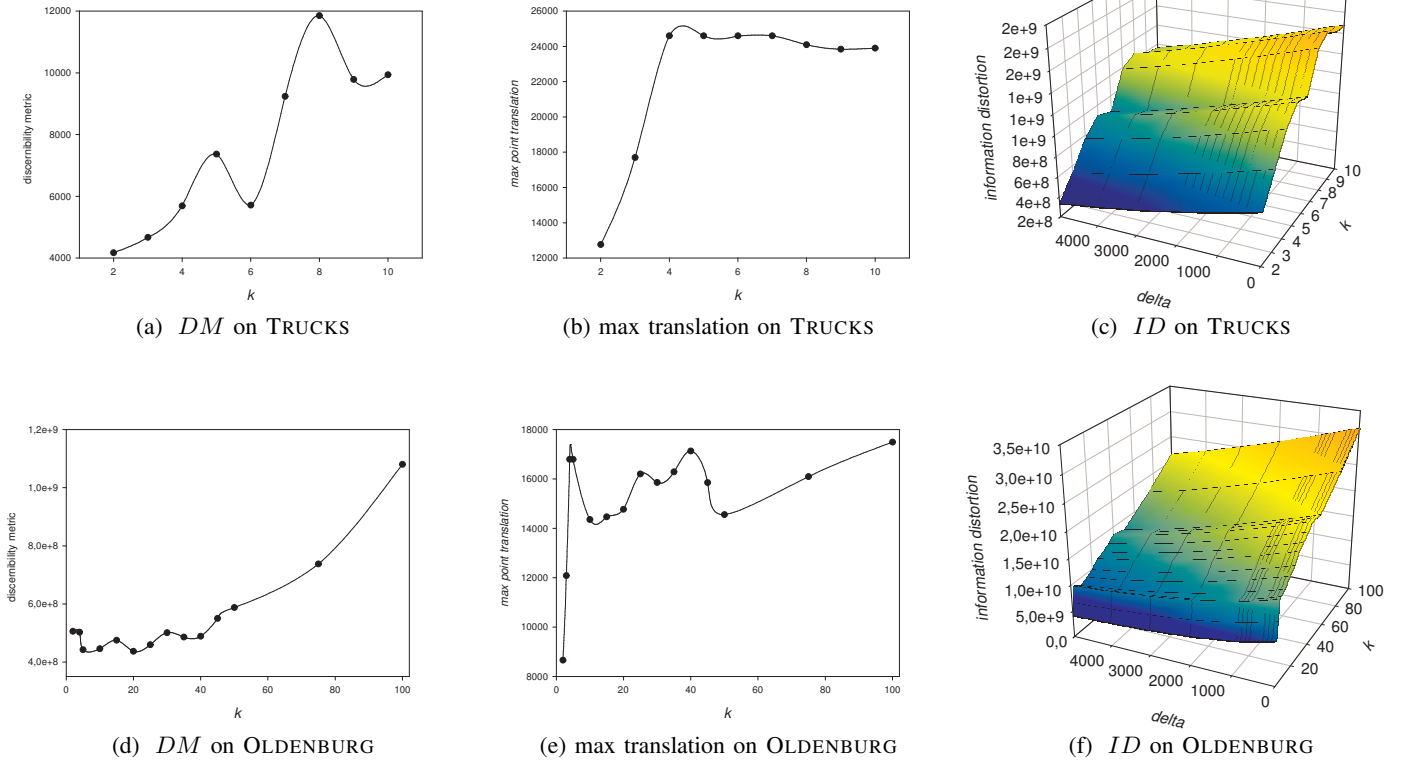 12000
10000
8000
6000
4000
discernibility metric
2 4 6 8 10
k
(a) DM on TRUCKS
26000
24000
22000
20000
18000
16000
14000
12000
max point translation
2 4 6 8 10
k
(b) max translation on TRUCKS
2e+9
2e+9
2e+9
1e+9
1e+9
1e+9
8e+8
6e+8
4e+8
2e+8
information distortion
4000 3000 2000 1000 0
delta
2 3 4 5 6 7 8 9 10
k
(c) ID on TRUCKS
1,2e+9
1,0e+9
8,0e+8
6,0e+8
4,0e+8
discernibility metric
0 20 40 60 80 100
k
(d) DM on OLDENBURG
18000
16000
14000
12000
10000
8000
max point translation
0 20 40 60 80 100
k
(e) max translation on OLDENBURG
3,5e+10
3,0e+10
2,5e+10
2,0e+10
1,5e+10
1,0e+10
5,0e+9
0,0
information distortion
4000 3000 2000 1000 0
delta
20 40 60 80 100
k
(f) ID on OLDENBURG